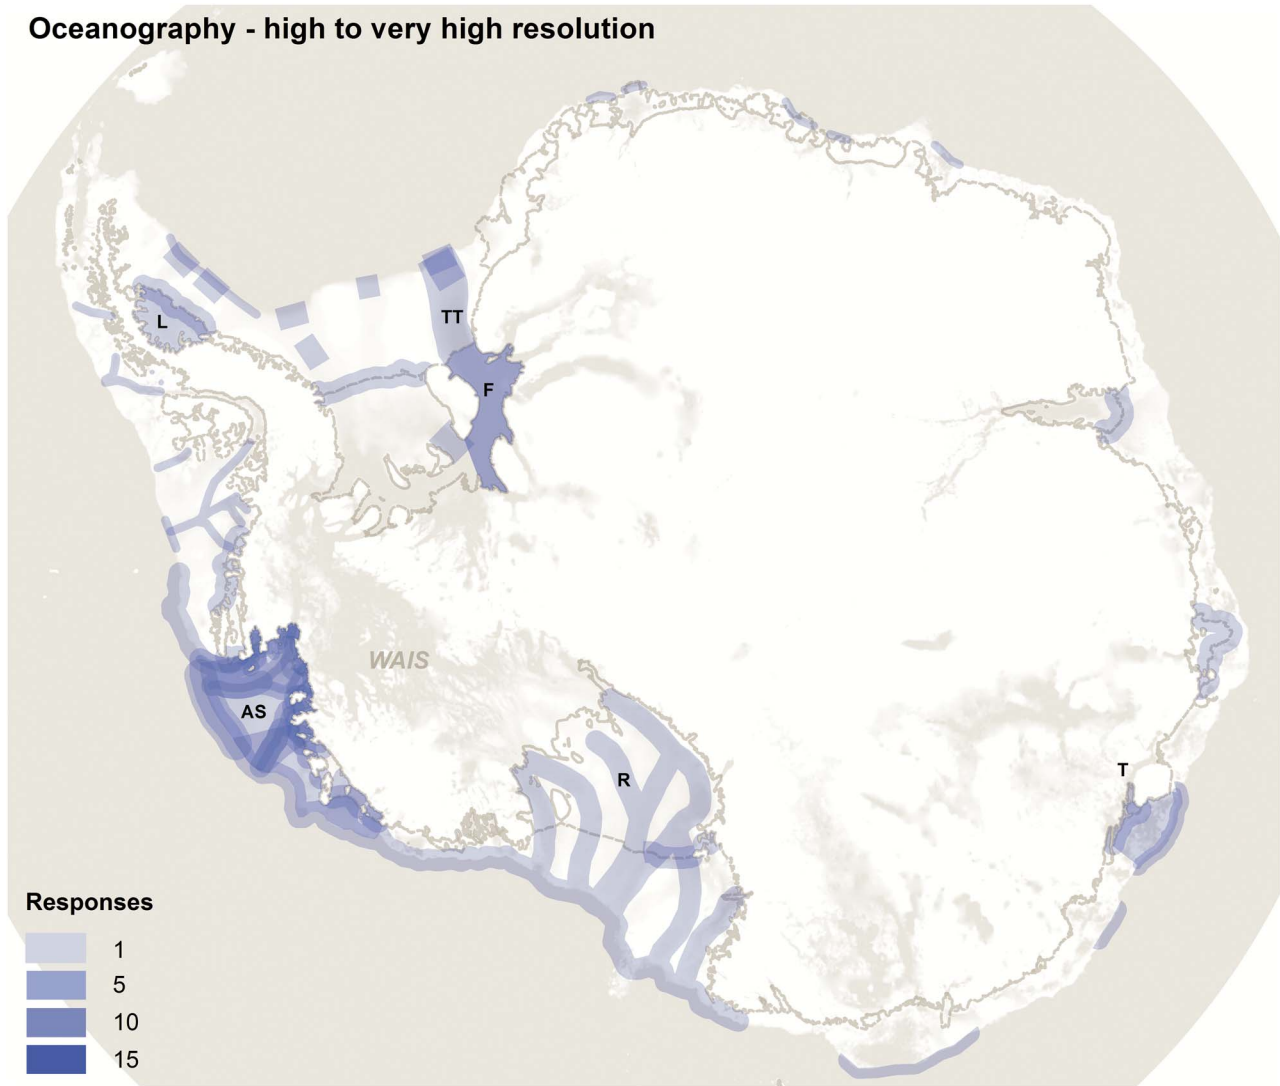 Oceanography - high to very high resolution
L
TT
F
WAIS
AS
R
T
Responses
1
5
10
15